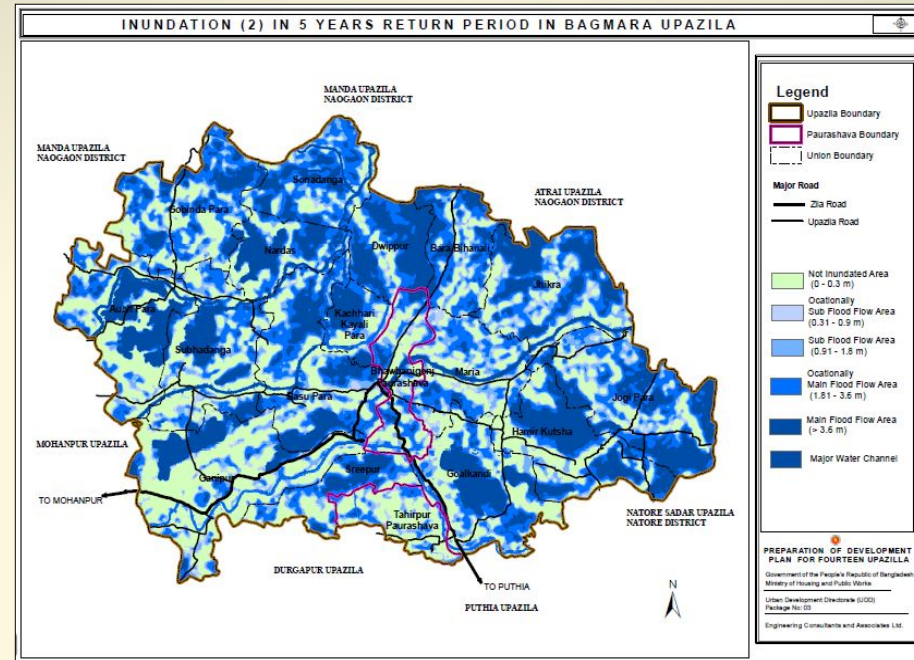 INUNDATION (2) IN 5 YEARS RETURN PERIOD IN BAGMARA UPAZILA
MANDA UPAZILA
NAOGAON DISTRICT
MANDA UPAZILA
NAOGAON DISTRICT
ATRAI UPAZILA
NAOGAON DISTRICT
Sonadanga
Gobinda Para
Nardas
Dwippur
Bara Bihanali
Jhikra
Auch Para
Kachhari
Kayali
Para
Subhadanga
Bhawaniganj
Paurashava
Maria
Basu Para
Jogi Para
Hamir Kutsha
MOHANPUR UPAZILA
Sreepur
Goalkandi
Ganipur
TO MOHANPUR
Tahirpur
Paurashava
NATORE SADAR UPAZILA
NATORE DISTRICT
DURGAPUR UPAZILA
TO PUTHIA
PUTHIA UPAZILA
N
Legend
Upazila Boundary
Paurashava Boundary
Union Boundary
Major Road
Zila Road
Upazila Road
Not Inundated Area
(0 - 0.3 m)
Ocationally
Sub Flood Flow Area
(0.31 - 0.9 m)
Sub Flood Flow Area
(0.91 - 1.8 m)
Ocationally
Main Flood Flow Area
(1.81 - 3.6 m)
Main Flood Flow Area
(> 3.6 m)
Major Water Channel
PREPARATION OF DEVELOPMENT
PLAN FOR FOURTEEN UPAZILLA
Government of the People's Republic of Bangladesh
Ministry of Housing and Public Works
Urban Development Directorate (UDD)
Package No: 03
Engineering Consultants and Associates Ltd.